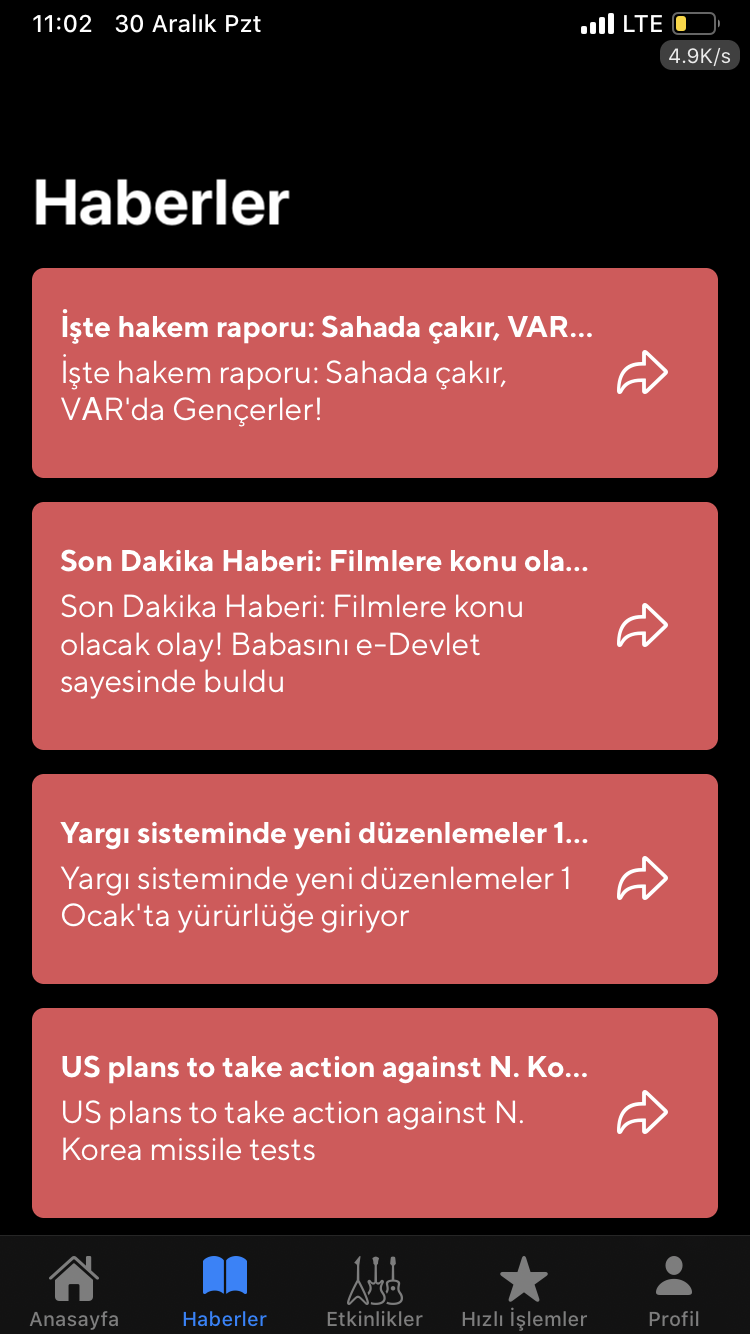 11:02 30 Aralık Pzt LTE
4.9K/s
Haberler
İşte hakem raporu: Sahada çakır, VAR...
İşte hakem raporu: Sahada çakır,
VAR'da Gençerler!
Son Dakika Haberi: Filmlere konu ola...
Son Dakika Haberi: Filmlere konu
olacak olay! Babasını e-Devlet
sayesinde buldu
Yargı sisteminde yeni düzenlemeler 1...
Yargı sisteminde yeni düzenlemeler 1
Ocak'ta yürürlüğe giriyor
US plans to take action against N. Ko...
US plans to take action against N.
Korea missile tests
Anasayfa Haberler Etkinlikler Hızlı İşlemler Profil